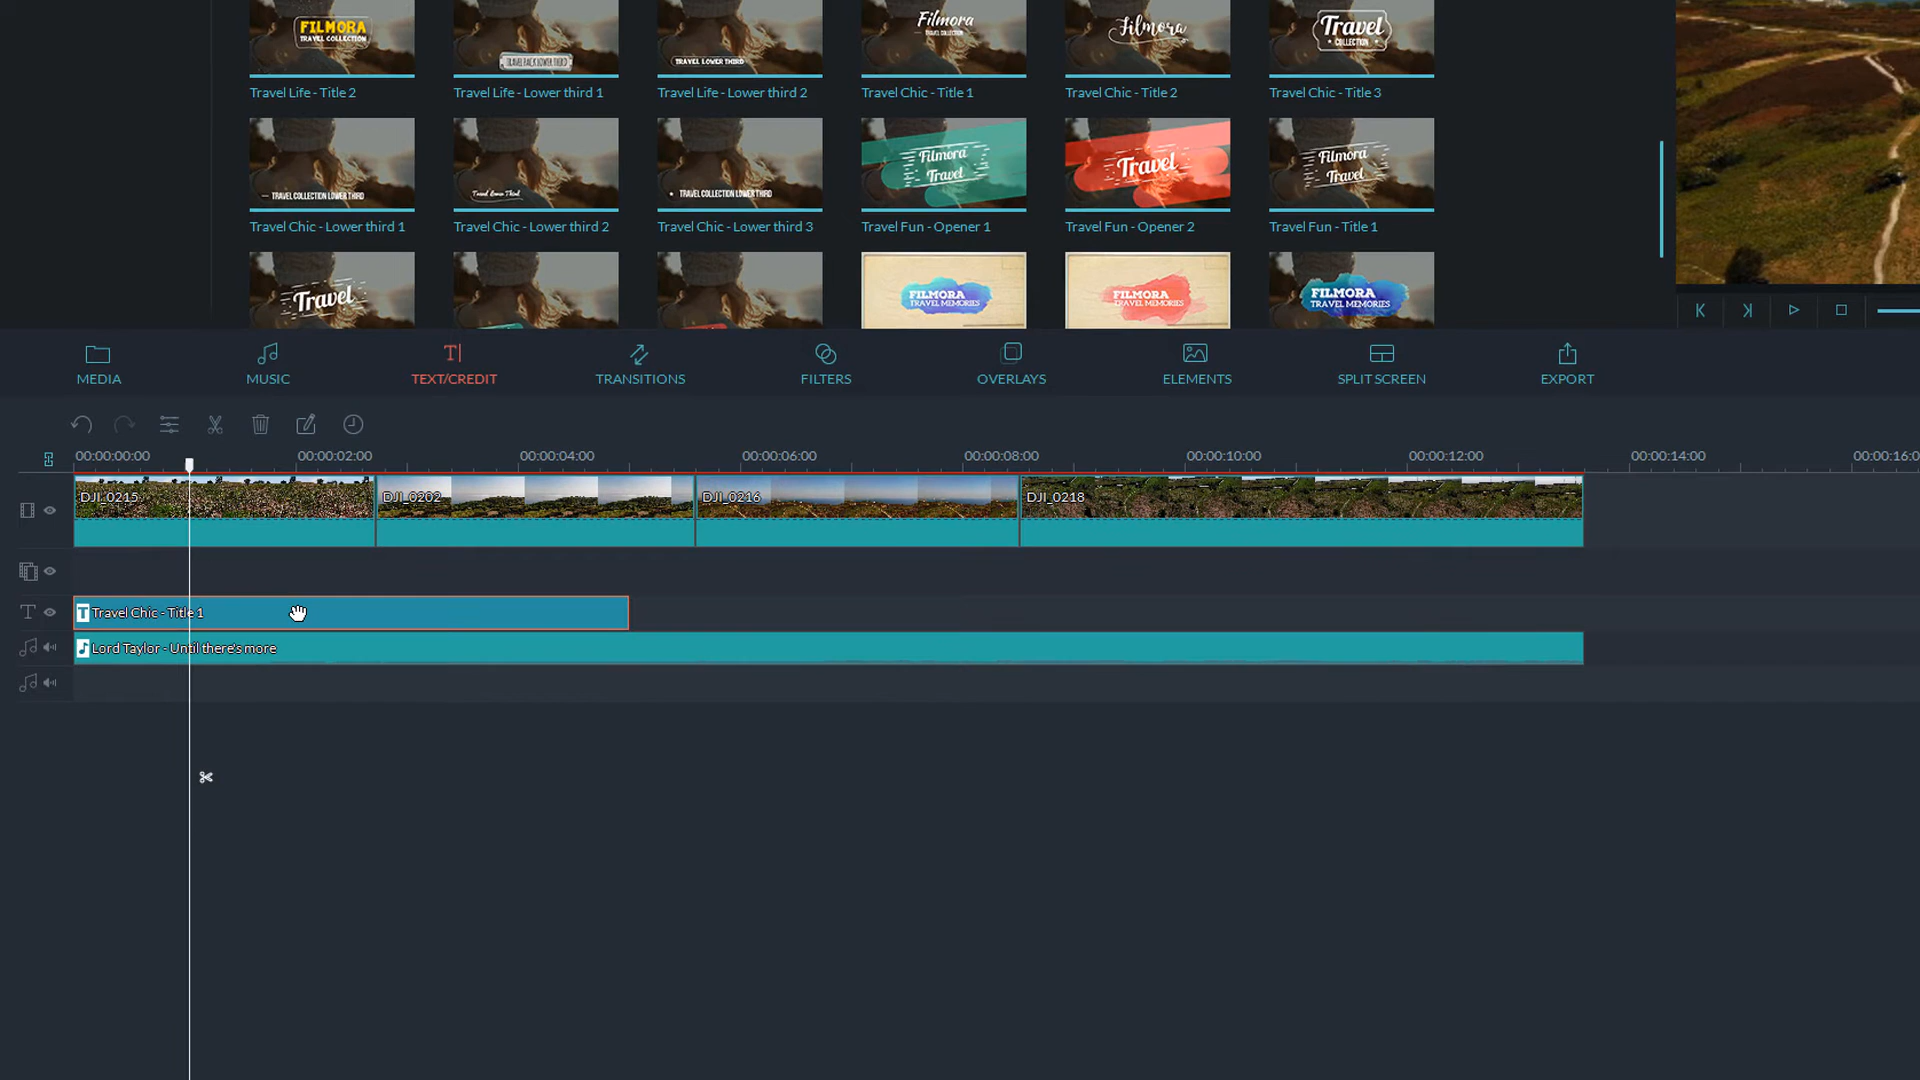 FILMORA
TRAVEL COLLECTION
TRAVEL PACK LOWER THIRD
TRAVEL LOWER THIRD
Filmora
TRAVEL COLLECTION
Filmora
Travel
COLLECTION
Travel Life - Title 2
Travel Life - Lower third 1
Travel Life - Lower third 2
Travel Chic - Title 1
Travel Chic - Title 2
Travel Chic - Title 3
TRAVEL COLLECTION LOWER THIRD
Travel Lower Third
TRAVEL COLLECTION LOWER THIRD
Filmora
Travel
Travel
Filmora
Travel
Travel Chic - Lower third 1
Travel Chic - Lower third 2
Travel Chic - Lower third 3
Travel Fun - Opener 1
Travel Fun - Opener 2
Travel Fun - Title 1
Travel
FILMORA
TRAVEL MEMORIES
FILMORA
TRAVEL MEMORIES
FILMORA
TRAVEL MEMORIES
MEDIA
MUSIC
TEXT/CREDIT
TRANSITIONS
FILTERS
OVERLAYS
ELEMENTS
SPLIT SCREEN
EXPORT
00:00:00:00
00:00:02:00
00:00:04:00
00:00:06:00
00:00:08:00
00:00:10:00
00:00:12:00
00:00:14:00
00:00:16:0
DJI_0215
DJI_0202
DJI_0216
DJI_0218
Travel Chic - Title 1
Lord Taylor - Until there's more